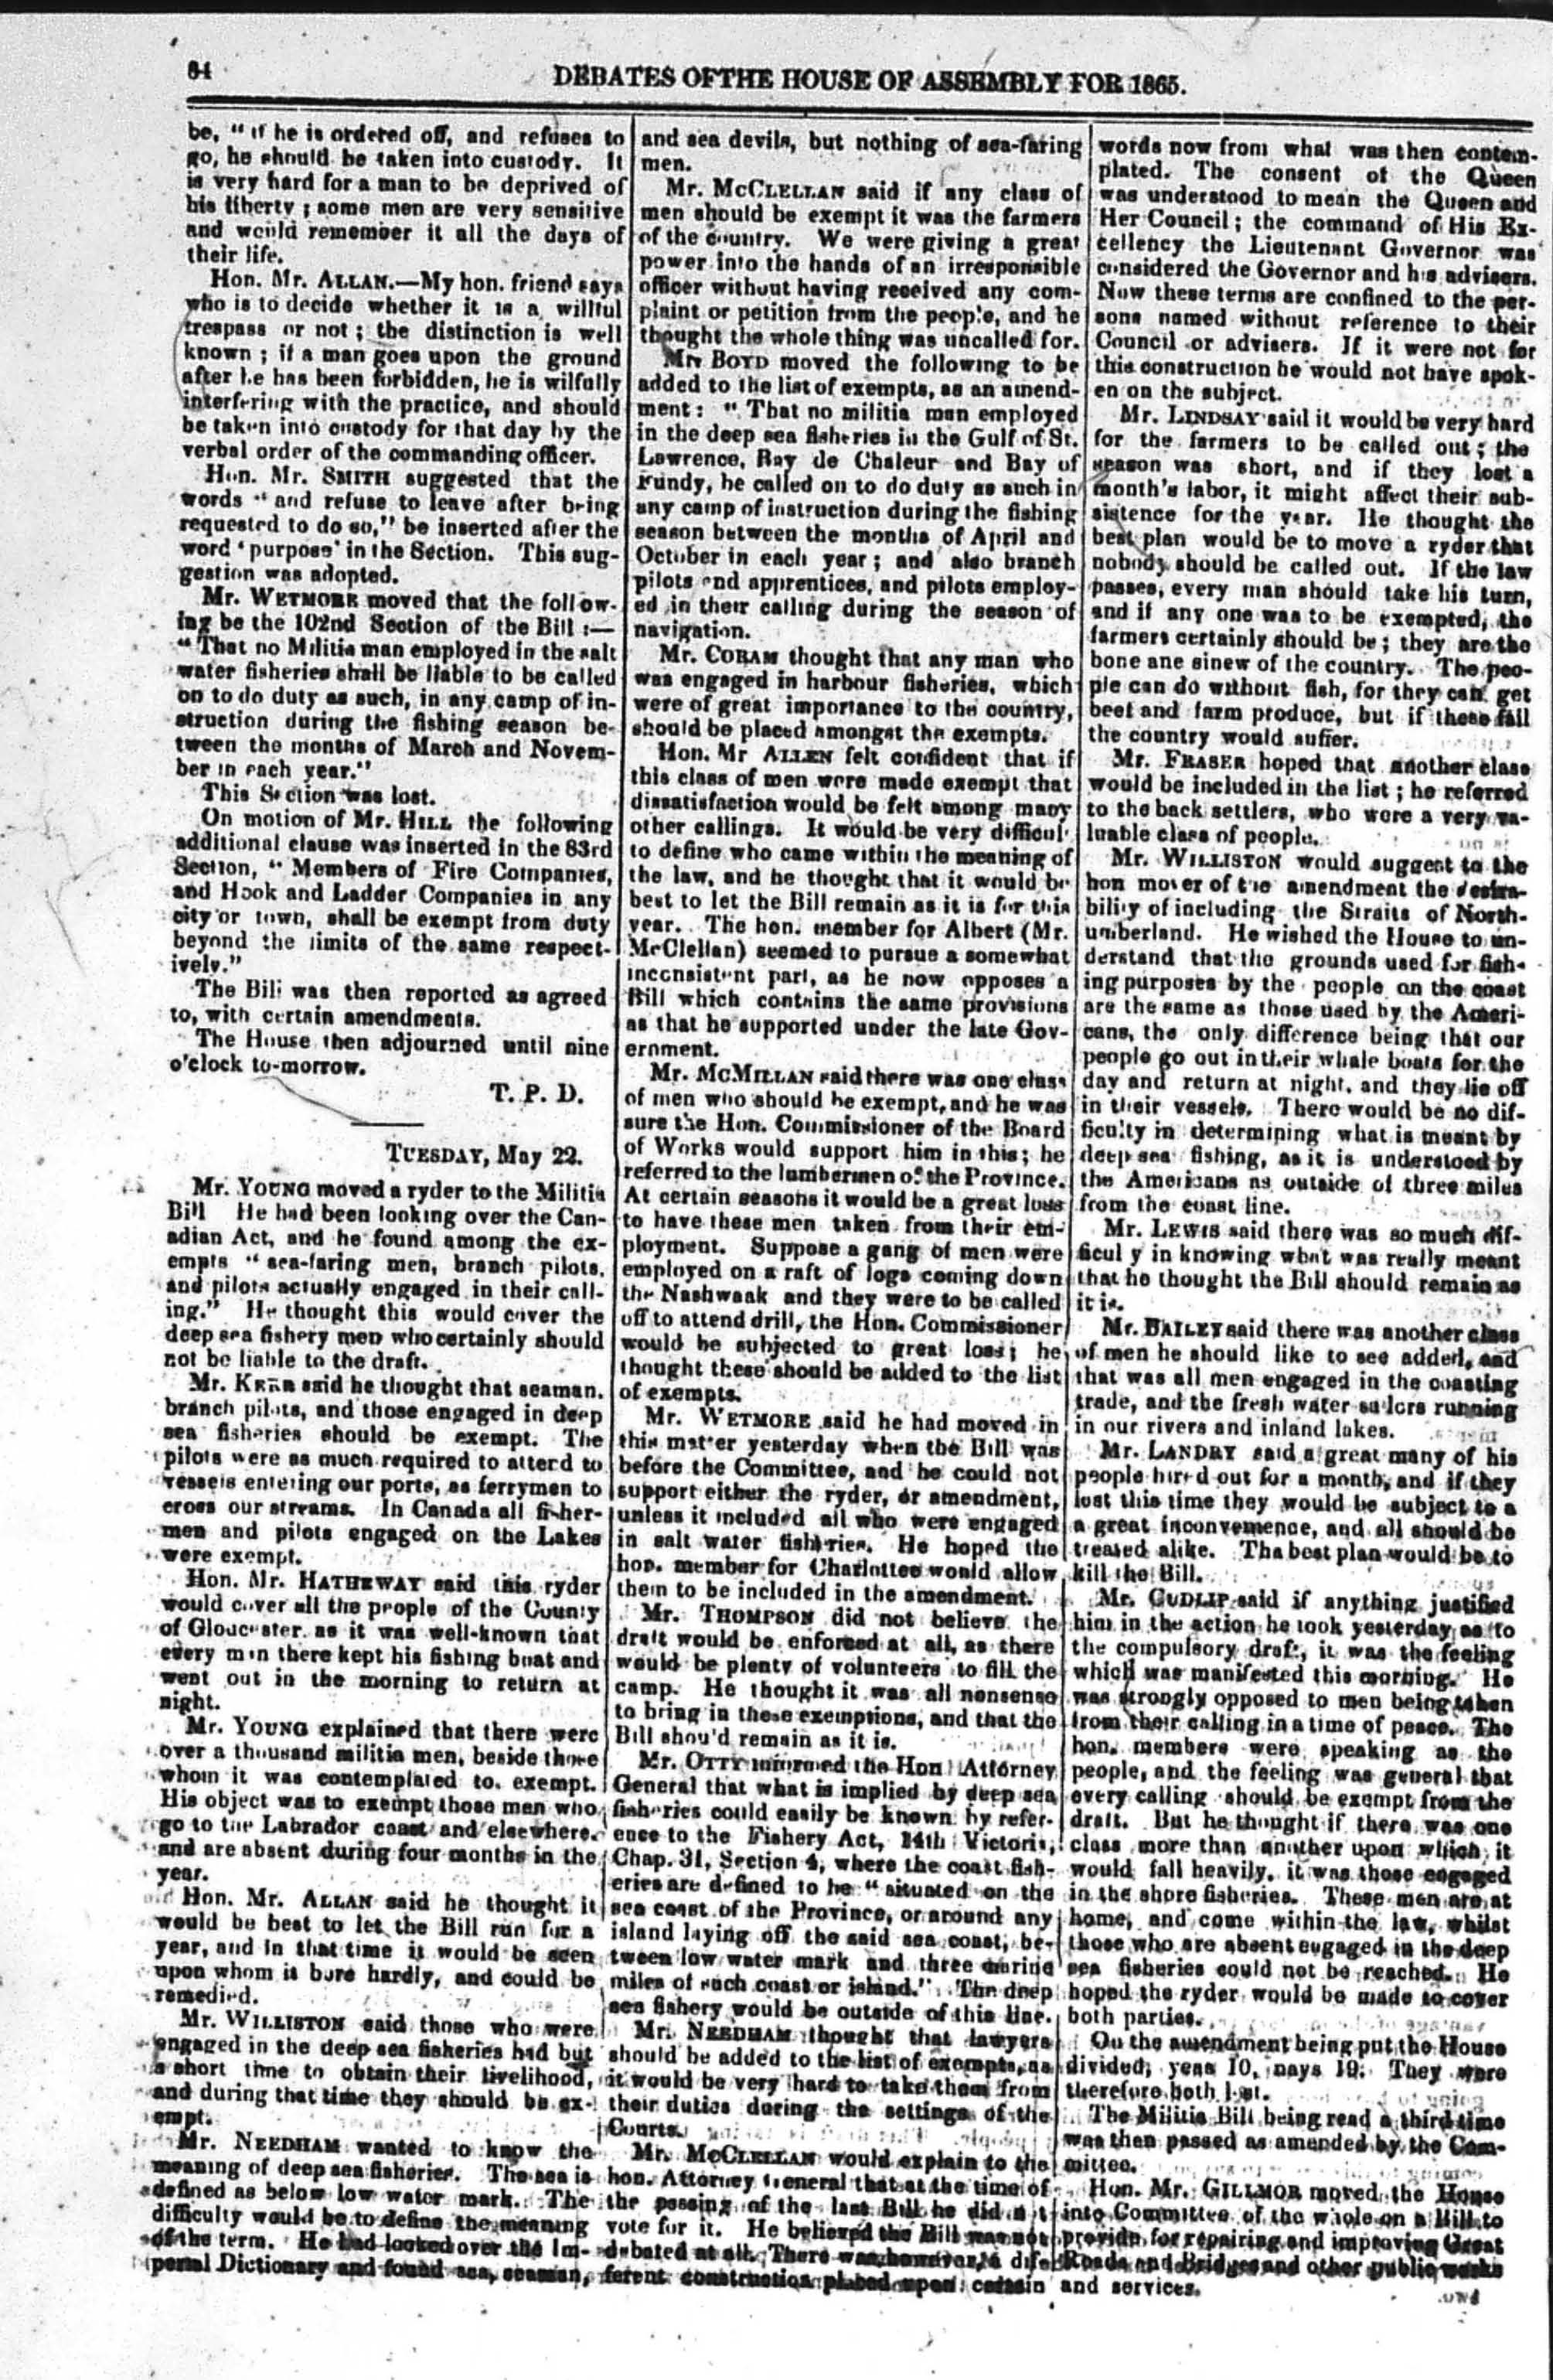 84
DEBATES OF THE HOUSE OF ASSEMBLY FOR 1865.
be, "if he is ordered off, and refuses to
go, he should be taken into custody. It
is very hard for a man to be deprived of
his liberty ; some men are very sensitive
and would remember it all the days of
their life.
Hon. Mr. ALLAN.—My hon. friend says
who is to decide whether it is a willful
trespass or not ; the distinction is well
known ; if a man goes upon the ground
after he has been forbidden, he is wilfully
interfering with the practice, and should
be taken into custody for that day by the
verbal order of the commanding officer.
Hon. Mr. SMITH suggested that the
words "and refuse to leave after being
requested to do so," be inserted after the
word 'purpose' in the Section. This sug-
gestion was adopted.
Mr. WETMORE moved that the follow-
ing be the 102nd Section of the Bill :—
"That no Militia man employed in the salt
water fisheries shall be liable to be called
on to do duty as such, in any camp of in-
struction during the fishing season be-
tween the months of March and Novem-
ber in each year."
This Section was lost.
On motion of Mr. HILL the following
additional clause was inserted in the 83rd
Section, "Members of Fire Companies,
and Hook and Ladder Companies in any
city or town, shall be exempt from duty
beyond the limits of the same respect-
ively."
The Bill was then reported as agreed
to, with certain amendments.
The House then adjourned until nine
o'clock to-morrow.
T. P. D.
TUESDAY, May 22.
Mr. YOUNG moved a ryder to the Militia
Bill He had been looking over the Can-
adian Act, and he found among the ex-
empts "sea-faring men, branch pilots,
and pilots actually engaged in their call-
ing." He thought this would cover the
deep sea fishery men who certainly should
not be liable to the draft.
Mr. KERR said he thought that seaman,
branch pilots, and those engaged in deep
sea fisheries should be exempt. The
pilots were as much required to attend to
vessels entering our ports, as ferrymen to
cross our streams. In Canada all fisher-
men and pilots engaged on the Lakes
were exempt.
Hon. Mr. HATHEWAY said this ryder
would cover all the people of the County
of Gloucester, as it was well-known that
every man there kept his fishing boat and
went out in the morning to return at
night.
Mr. YOUNG explained that there were
over a thousand militia men, beside those
whom it was contemplated to exempt.
His object was to exempt those men who
go to the Labrador coast and elsewhere,
and are absent during four months in the
year.
Hon. Mr. ALLAN said he thought it
would be best to let the Bill run for a
year, and in that time it would be seen
upon whom it bore hardly, and could be
remedied.
Mr. WILLISTON said those who were
engaged in the deep sea fisheries had but
a short time to obtain their livelihood,
and during that time they should be ex-
empt.
Mr. NEEDHAM wanted to know the
meaning of deep sea fisheries. The sea is
defined as below low water mark. The
difficulty would be to define the meaning
of the term. He had looked over the Im-
perial Dictionary and found sea, seaman,
and sea devils, but nothing of sea-faring
men.
Mr. MCCLELLAN said if any class of
men should be exempt it was the farmers
of the country. We were giving a great
power into the hands of an irresponsible
officer without having received any com-
plaint or petition from the people, and he
thought the whole thing was uncalled for.
Mr. BOYD moved the following to be
added to the list of exempts, as an amend-
ment: "That no militia man employed
in the deep sea fisheries in the Gulf of St.
Lawrence, Bay de Chaleur and Bay of
Fundy, be called on to do duty as such in
any camp of instruction during the fishing
season between the months of April and
October in each year ; and also branch
pilots and apprentices, and pilots employ-
ed in their calling during the season of
navigation.
Mr. CORAM thought that any man who
was engaged in harbour fisheries, which
were of great importance to the country,
should be placed amongst the exempts.
Hon. Mr ALLEN felt confident that if
this class of men were made exempt that
dissatisfaction would be felt among many
other callings. It would be very difficult
to define who came within the meaning of
the law, and he thought that it would be
best to let the Bill remain as it is for this
year. The hon. member for Albert (Mr.
McClellan) seemed to pursue a somewhat
inconsistent part, as he now opposes a
Bill which contains the same provisions
as that he supported under the late Gov-
ernment.
Mr. MCMILLAN said there was one class
of men who should be exempt, and he was
sure the Hon. Commissioner of the Board
of Works would support him in this; he
referred to the lumbermen of the Province.
At certain seasons it would be a great loss
to have these men taken from their em-
ployment. Suppose a gang of men were
employed on a raft of logs coming down
the Nashwaak and they were to be called
off to attend drill, the Hon. Commissioner
would be subjected to great loss; he
thought these should be added to the list
of exempts.
Mr. WETMORE said he had moved in
this matter yesterday when the Bill was
before the Committee, and he could not
support either the ryder, or amendment,
unless it included all who were engaged
in salt water fisheries. He hoped the
hon. member for Charlottee would allow
them to be included in the amendment.
Mr. THOMPSON did not believe the
draft would be enforced at all, as there
would be plenty of volunteers to fill the
camp. He thought it was all nonsense
to bring in these exemptions, and that the
Bill shou'd remain as it is.
Mr. OTTY informed the Hon Attorney
General that what is implied by deep sea
fisheries could easily be known by refer-
ence to the Fishery Act, 14th Victoria,
Chap. 31, Section 4, where the coast fish-
eries are defined to be "situated on the
sea coast of the Province, or around any
island laying off the said sea coast, be-
tween low water mark and three marine
miles of such coast or island." The deep
sea fishery would be outside of this line.
Mr. NEEDHAM thought that lawyers
should be added to the list of exempts, as
it would be very hard to take them from
their duties during the settings of the
Courts.
Mr. MCCLELLAN would explain to the
hon. Attorney General that at the time of
the passing of the last Bill he did not
vote for it. He believed the Bill was not
debated at all. There was however a dif-
ferent construction placed upon certain
words now from what was then contem-
plated. The consent of the Queen
was understood to mean the Queen and
Her Council; the command of His Ex-
cellency the Lieutenant Governor was
considered the Governor and his advisers.
Now these terms are confined to the per-
sons named without reference to their
Council or advisers. If it were not for
this construction he would not have spok-
en on the subject.
Mr. LINDSAY said it would be very hard
for the farmers to be called out ; the
season was short, and if they lost a
month's labor, it might affect their sub-
sistence for the year. He thought the
best plan would be to move a ryder that
nobody should be called out. If the law
passes, every man should take his turn,
and if any one was to be exempted, the
farmers certainly should be ; they are the
bone ane sinew of the country. The peo-
ple can do without fish, for they can get
beef and farm produce, but if these fall
the country would suffer.
Mr. FRASER hoped that another class
would be included in the list ; he referred
to the back settlers, who were a very va-
luable class of people.
Mr. WILLISTON would suggest to the
hon mover of the amendment the desira-
bility of including the Straits of North-
umberland. He wished the House to un-
derstand that the grounds used for fish-
ing purposes by the people on the coast
are the same as those used by the Ameri-
cans, the only difference being that our
people go out in their whale boats for the
day and return at night, and they lie off
in their vessels. There would be no dif-
ficulty in determining what is meant by
deep sea fishing, as it is understood by
the Americans as outside of three miles
from the coast line.
Mr. LEWIS said there was so much dif-
ficul y in knowing what was really meant
that he thought the Bill should remain as
it is.
Mr. BAILEY said there was another class
of men he should like to see added, and
that was all men engaged in the coasting
trade, and the fresh water sailors running
in our rivers and inland lakes.
Mr. LANDRY said a great many of his
people hired out for a month, and if they
lost this time they would be subject to a
a great inconvenience, and all should be
treated alike. Tha best plan would be to
kill the Bill.
Mr. CUDLIP said if anything justified
him in the action he took yesterday as to
the compulsory draft, it was the feeling
which was manifested this morning. He
was strongly opposed to men being taken
from their calling in a time of peace. The
hon. members were speaking as the
people, and the feeling was general that
every calling should be exempt from the
draft. But he thought if there was one
class more than another upon which it
would fall heavily, it was those engaged
in the shore fisheries. These men are at
home, and come within the law, whilst
those who are absent engaged in the deep
sea fisheries could not be reached. He
hoped the ryder would be made to cover
both parties.
On the amendment being put the House
divided; yeas 10, nays 19. They were
therefore both lost.
The Militia Bill being read a third time
was then passed as amended by the Com-
mittee.
Hon. Mr. GILLMOR moved the House
into Committee of the whole on a Bill to
provide for repairing and improving Great
Roads and Bridges and other public works
and services.